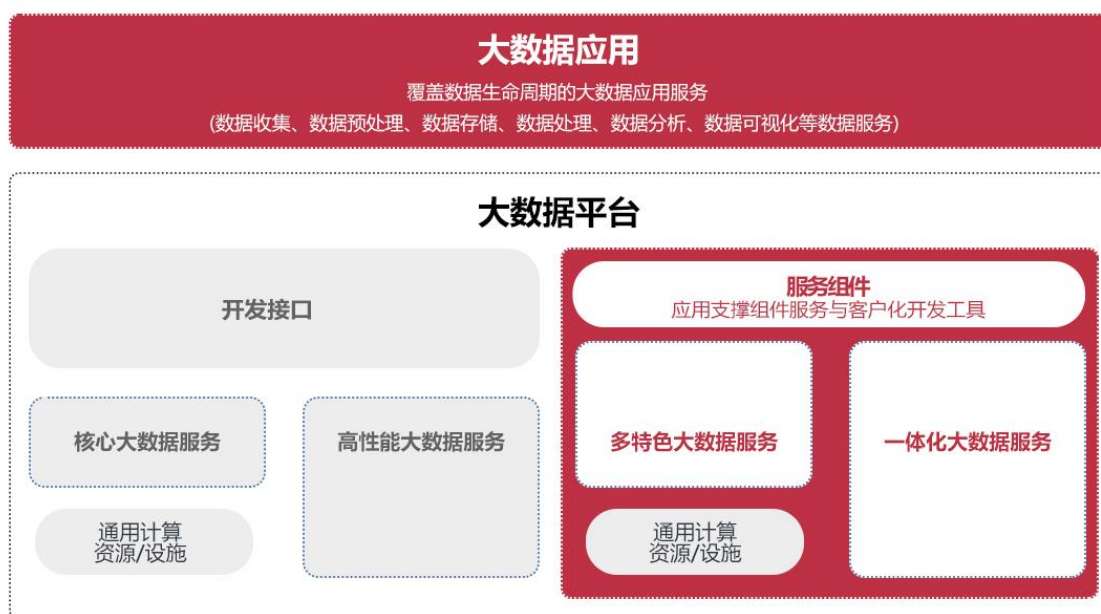 大数据应用
覆盖数据生命周期的大数据应用服务
(数据收集、数据预处理、数据存储、数据处理、数据分析、数据可视化等数据服务)
大数据平台
开发接口
服务组件
应用支撑组件服务与客户化开发工具
核心大数据服务
高性能大数据服务
多特色大数据服务
一体化大数据服务
通用计算
资源/设施
通用计算
资源/设施